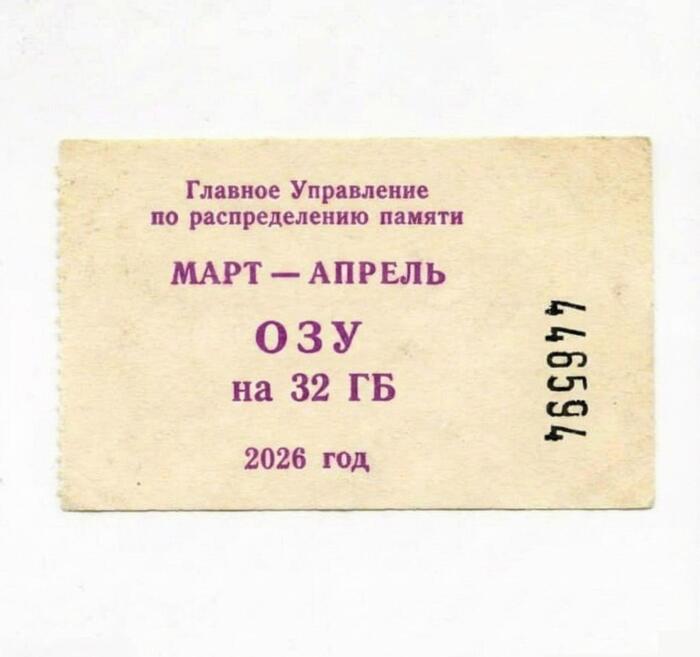 Главное Управление
по распределению памяти
МАРТ — АПРЕЛЬ
ОЗУ
на 32 ГБ
2026 год
446594